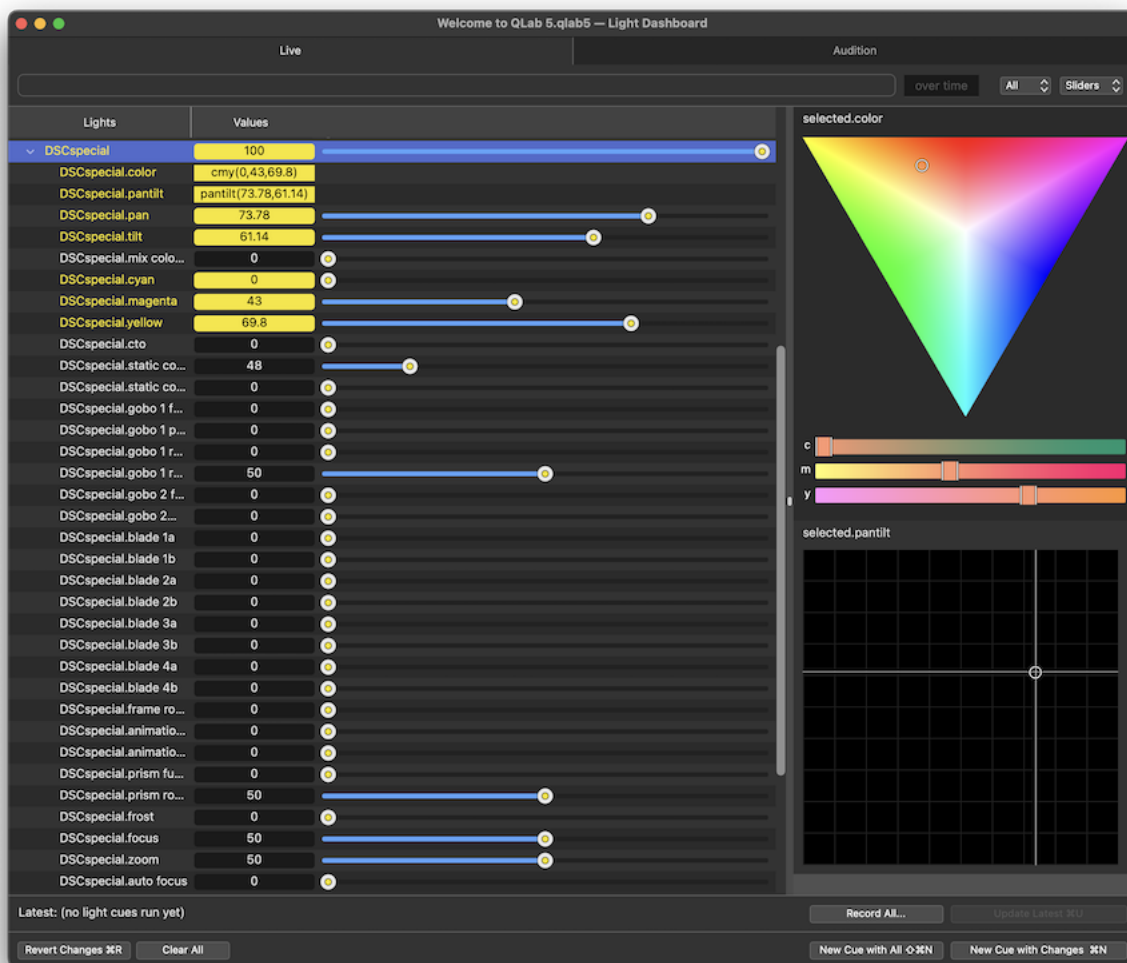 Welcome to QLab 5.qlab5 — Light Dashboard
Live
Audition
over time
All
Sliders
Lights
Values
DSCspecial
100
DSCspecial.color
cmy(0,43,69.8)
DSCspecial.pantilt
pantilt(73.78,61.14)
DSCspecial.pan
73.78
DSCspecial.tilt
61.14
DSCspecial.mix colo...
0
DSCspecial.cyan
0
DSCspecial.magenta
43
DSCspecial.yellow
69.8
DSCspecial.cto
0
DSCspecial.static co...
48
DSCspecial.static co...
0
DSCspecial.gobo 1 f...
0
DSCspecial.gobo 1 p...
0
DSCspecial.gobo 1 r...
0
DSCspecial.gobo 1 r...
50
DSCspecial.gobo 2 f...
0
DSCspecial.gobo 2...
0
DSCspecial.blade 1a
0
DSCspecial.blade 1b
0
DSCspecial.blade 2a
0
DSCspecial.blade 2b
0
DSCspecial.blade 3a
0
DSCspecial.blade 3b
0
DSCspecial.blade 4a
0
DSCspecial.blade 4b
0
DSCspecial.frame ro...
0
DSCspecial.animatio...
0
DSCspecial.animatio...
0
DSCspecial.prism fu...
0
DSCspecial.prism ro...
50
DSCspecial.frost
0
DSCspecial.focus
50
DSCspecial.zoom
50
DSCspecial.auto focus
0
selected.color
c
m
y
selected.pantilt
Latest: (no light cues run yet)
Record All...
Update Latest ⌘U
Revert Changes ⌘R
Clear All
New Cue with All ⇧⌘N
New Cue with Changes ⌘N